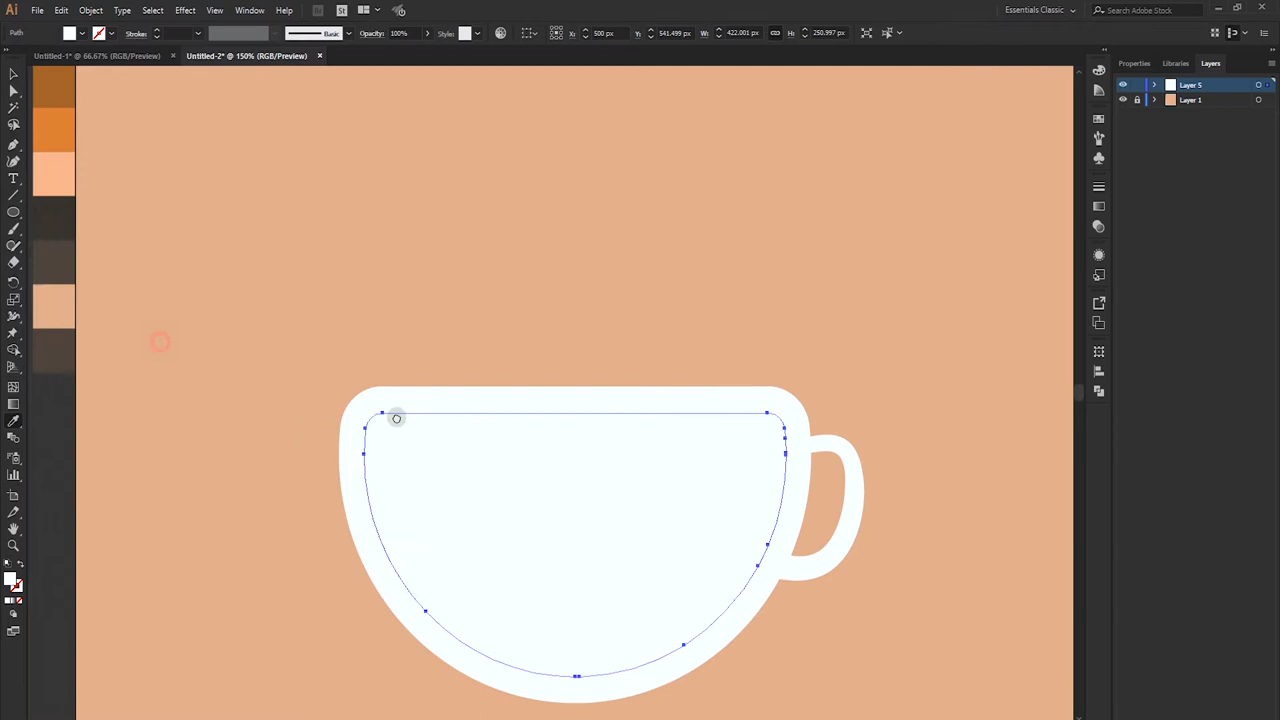 Ai File Edit Object Type Select Effect View Window Help Br St Essentials Classic Search Adobe Stock
Path Stroke: Basic Opacity: 100% Style: X: 500 px Y: 541.499 px W: 422.001 px H: 250.997 px
Untitled-1* @ 66.67% (RGB/Preview) × Untitled-2* @ 150% (RGB/Preview) ×
Properties Libraries Layers
Layer 5
Layer 1